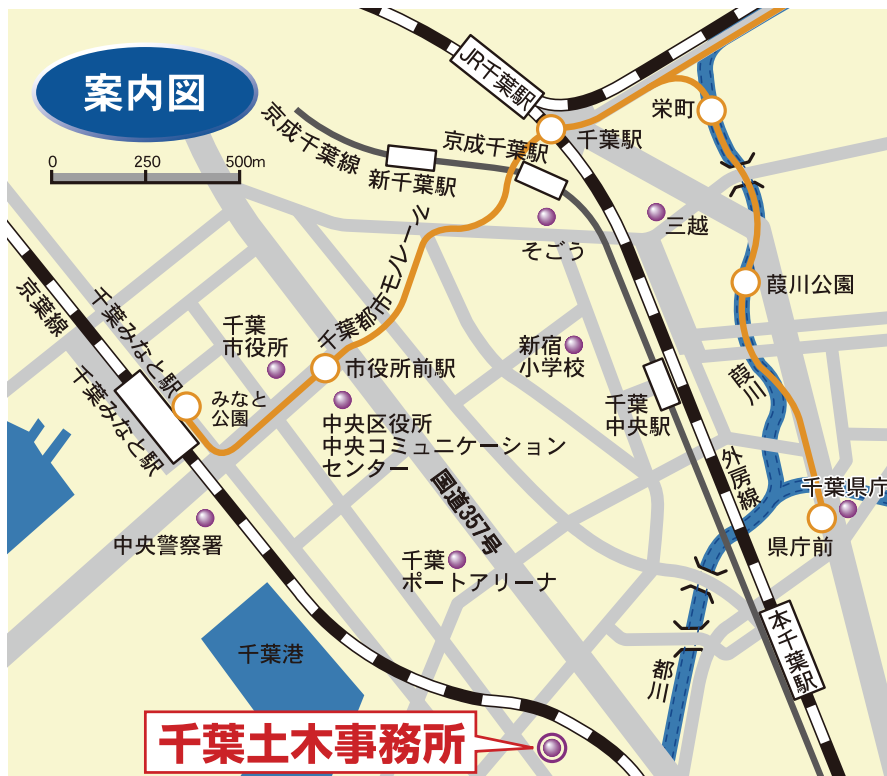 案内図
0 250 500m
JR千葉駅
京成千葉線
新千葉駅
京成千葉駅
千葉駅
栄町
三越
そごう
千葉都市モノレール
葭川公園
京葉線
千葉みなと駅
千葉みなと駅
千葉
市役所
みなと
公園
市役所前駅
中央区役所
中央コミュニケーション
センター
新宿
小学校
千葉
中央駅
葭川
外房線
千葉県庁
県庁前
国道357号
中央警察署
千葉
ポートアリーナ
千葉港
都川
本千葉駅
千葉土木事務所